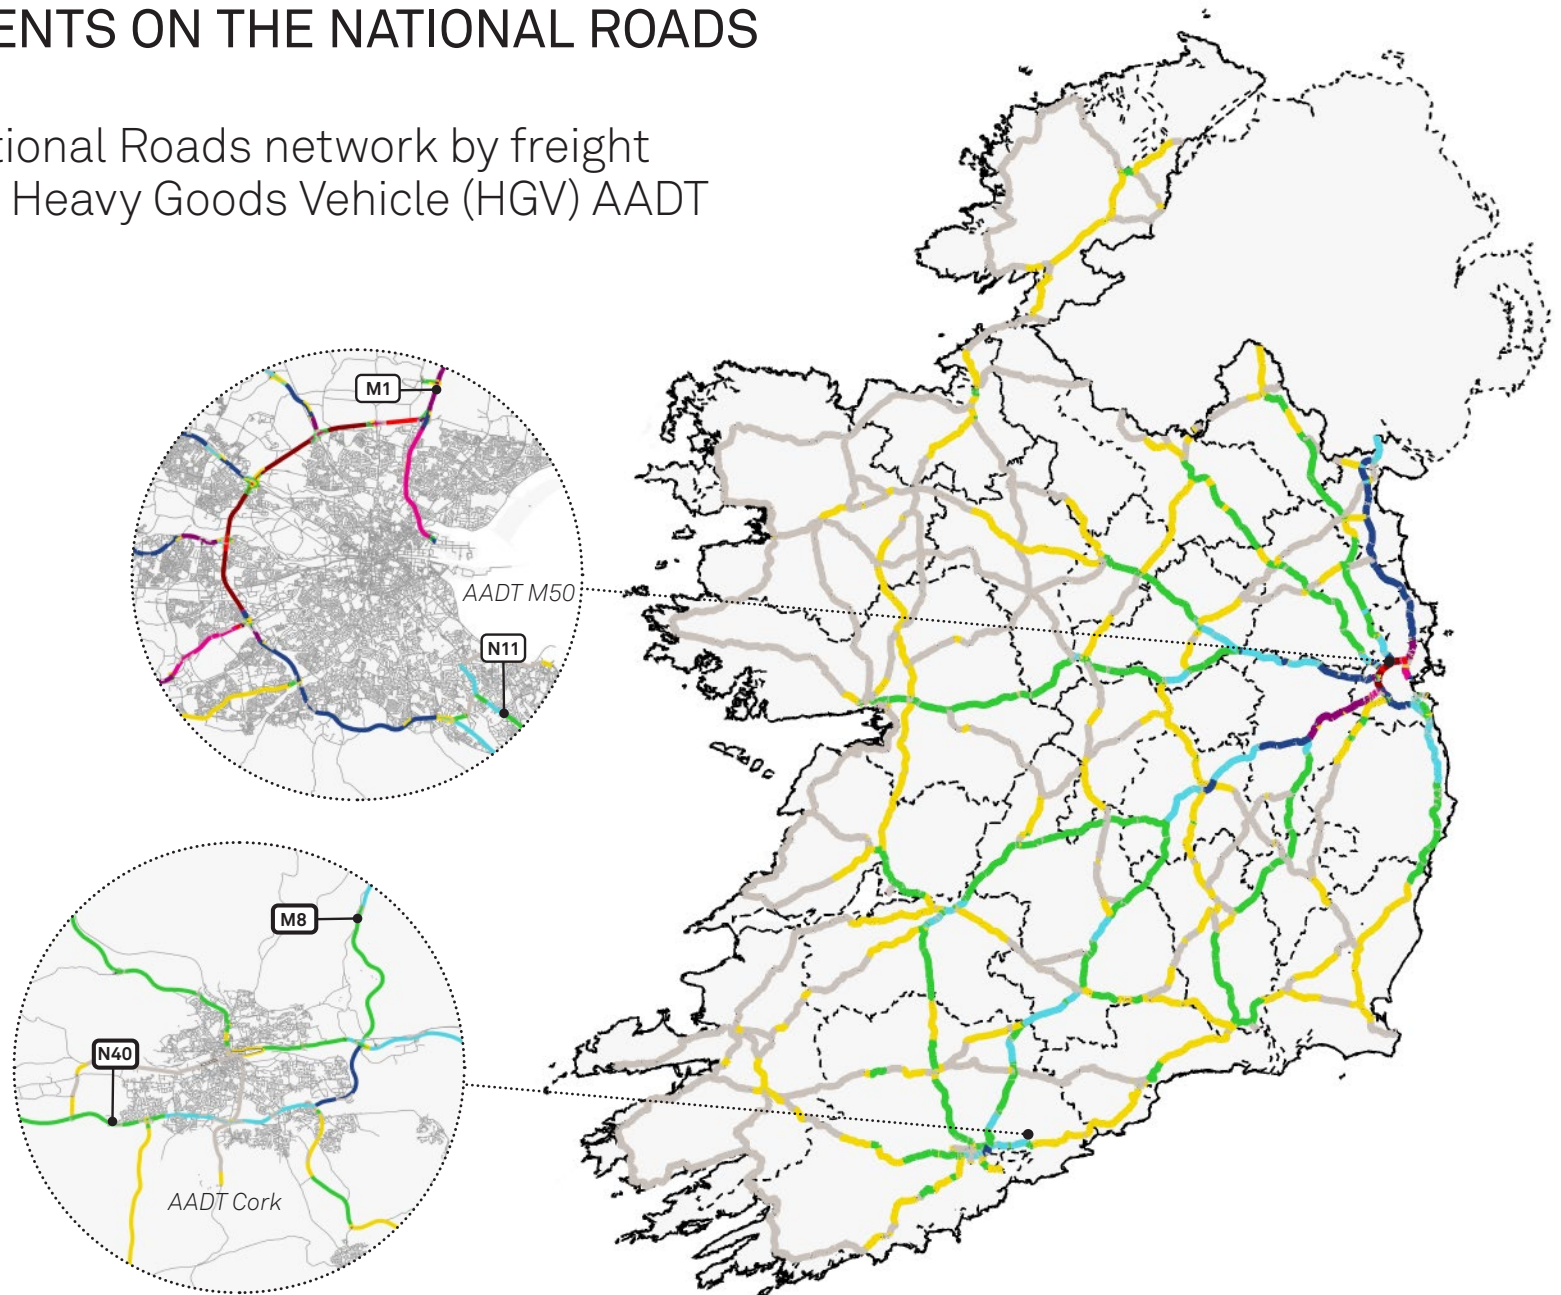 ENTS ON THE NATIONAL ROADS
tional Roads network by freight
Heavy Goods Vehicle (HGV) AADT
M1
AADT M50
N11
M8
N40
AADT Cork